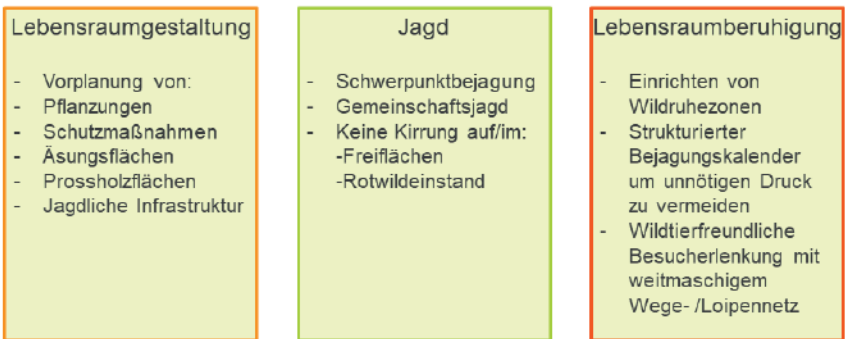 Lebensraumgestaltung
- Vorplanung von:
- Pflanzungen
- Schutzmaßnahmen
- Äsungsflächen
- Prossholzflächen
- Jagdliche Infrastruktur
Jagd
- Schwerpunktbejagung
- Gemeinschaftsjagd
- Keine Kirrung auf/im:
-Freiflächen
-Rotwildeinstand
Lebensraumberuhigung
- Einrichten von
Wildruhezonen
- Strukturierter
Bejagungskalender
um unnötigen Druck
zu vermeiden
- Wildtierfreundliche
Besucherlenkung mit
weitmaschigem
Wege- /Loipennetz